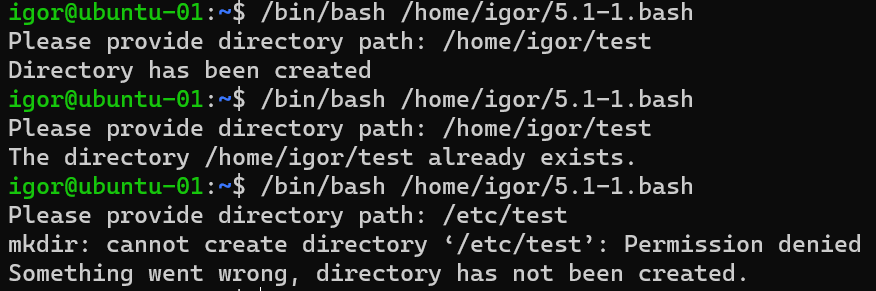 igor@ubuntu-01:~$ /bin/bash /home/igor/5.1-1.bash
Please provide directory path: /home/igor/test
Directory has been created
igor@ubuntu-01:~$ /bin/bash /home/igor/5.1-1.bash
Please provide directory path: /home/igor/test
The directory /home/igor/test already exists.
igor@ubuntu-01:~$ /bin/bash /home/igor/5.1-1.bash
Please provide directory path: /etc/test
mkdir: cannot create directory ‘/etc/test’: Permission denied
Something went wrong, directory has not been created.